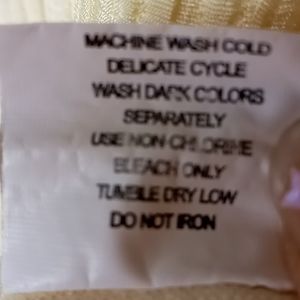 MACHINE WASH COLD
DELICATE CYCLE
WASH DARK COLORS
SEPARATELY
USE NON-CHLORINE
BLEACH ONLY
TUMBLE DRY LOW
DO NOT IRON